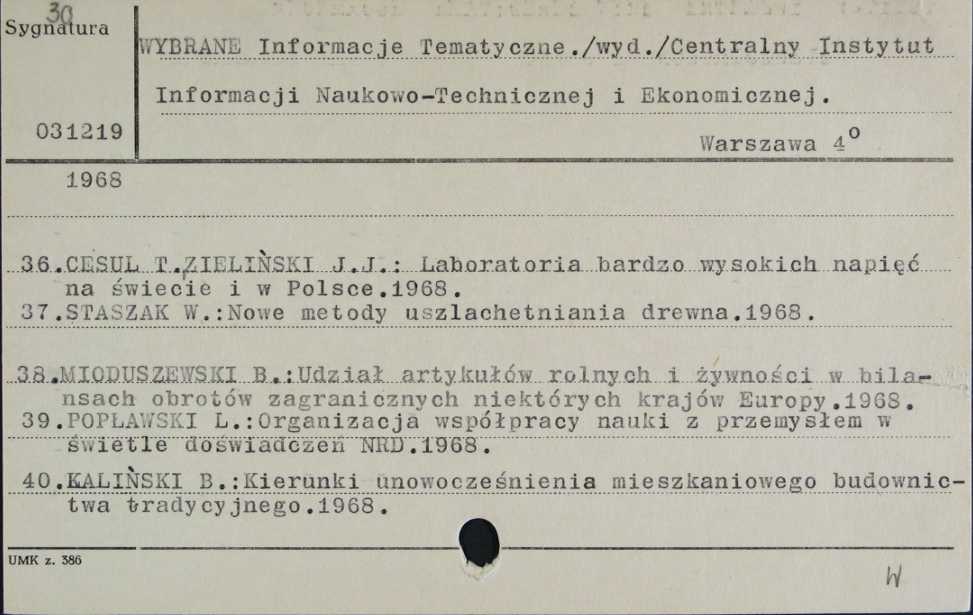 30
Sygnatura
WYBRANE Informacje Tematyczne./wyd./Centralny Instytut
Informacji Naukowo-Technicznej i Ekonomicznej.
031219
Warszawa 4º
1968
36.CESUL T.,ZIELIŃSKI J.J.: Laboratoria bardzo wysokich napięć
na świecie i w Polsce.1968.
37.STASZAK W.:Nowe metody uszlachetniania drewna.1968.
38.MIODUSZEWSKI B.:Udział artykułów rolnych i żywności w bila-
nsach obrotów zagranicznych niektórych krajów Europy.1968.
39.POPŁAWSKI L.:Organizacja współpracy nauki z przemysłem w
świetle doświadczeń NRD.1968.
40.KALIŃSKI B.:Kierunki unowocześnienia mieszkaniowego budownic-
twa tradycyjnego.1968.
UMK z. 386
W